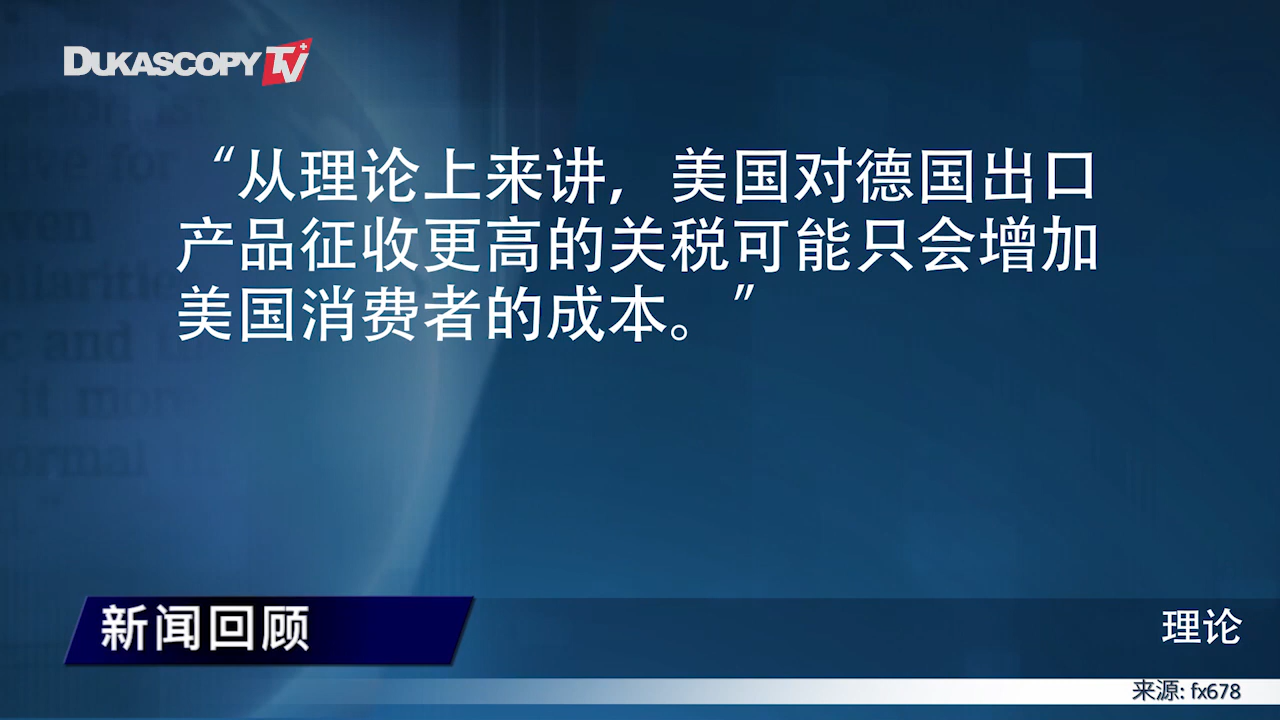 DUKASCOPY TV
“从理论上来讲，美国对德国出口
产品征收更高的关税可能只会增加
美国消费者的成本。”
新闻回顾
理论
来源: fx678